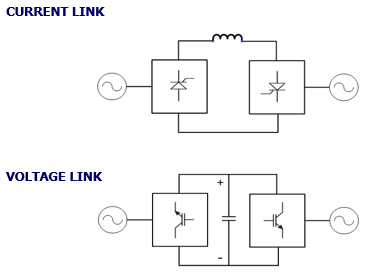 CURRENT LINK
VOLTAGE LINK
+
-